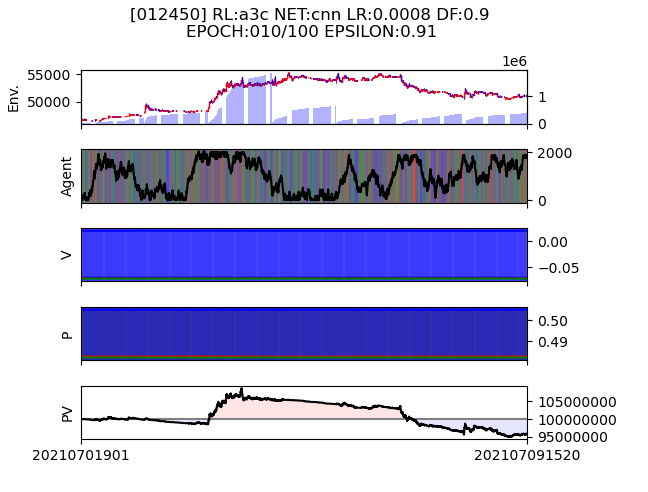 [012450] RL:a3c NET:cnn LR:0.0008 DF:0.9
EPOCH:010/100 EPSILON:0.91
1e6
Env.
55000
50000
1
0
Agent
2000
0
V
0.00
−0.05
P
0.50
0.49
PV
105000000
100000000
95000000
202107011901
202107091520